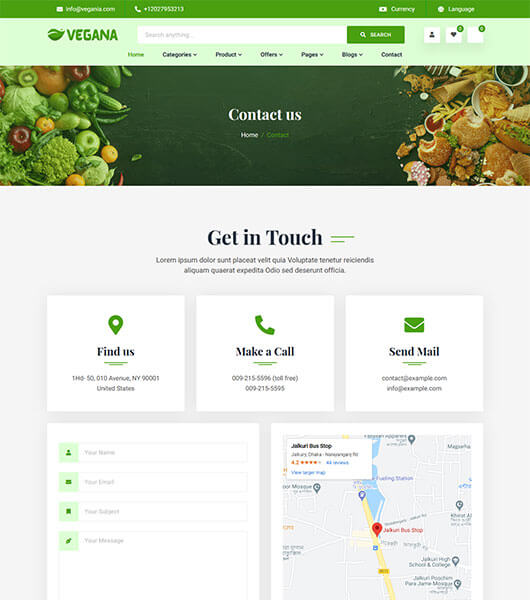 info@vegania.com +12027953213 Currency Language
VEGANA
Search anything...
SEARCH
0 0
Home Categories Product Offers Pages Blogs Contact
Contact us
Home / Contact
Get in Touch
Lorem ipsum dolor sunt placeat velit quia Voluptate tenetur reiciendis
aliquam quaerat expedita Odio sed deserunt officia.
Find us
1Hd- 50, 010 Avenue, NY 90001
United States
Make a Call
009-215-5596 (toll free)
009-215-5595
Send Mail
contact@example.com
info@example.com
Your Name
Your Email
Your Subject
Your Message
Jalkuri Bus Stop
Jalkury, Dhaka - Narayanganj Rd
4.2 44 reviews
View larger map
Fueling Station
Jalkuri Bus Stop
Jalkuri High
School & College
Jalkuri Poschim
Para Jame Mosque